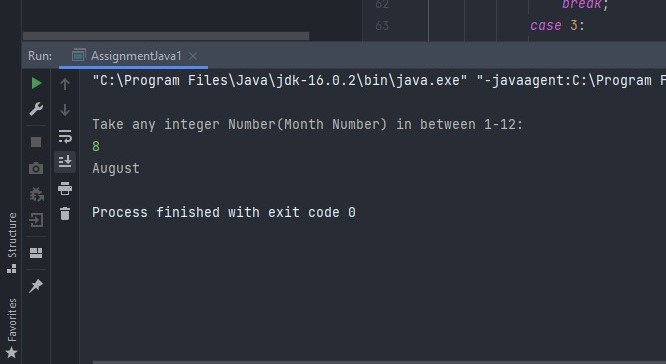 62 break;
63 case 3:
Run: AssignmentJava1
"C:\Program Files\Java\jdk-16.0.2\bin\java.exe" "-javaagent:C:\Program F
Take any integer Number(Month Number) in between 1-12:
8
August
Process finished with exit code 0
Structure
Favorites